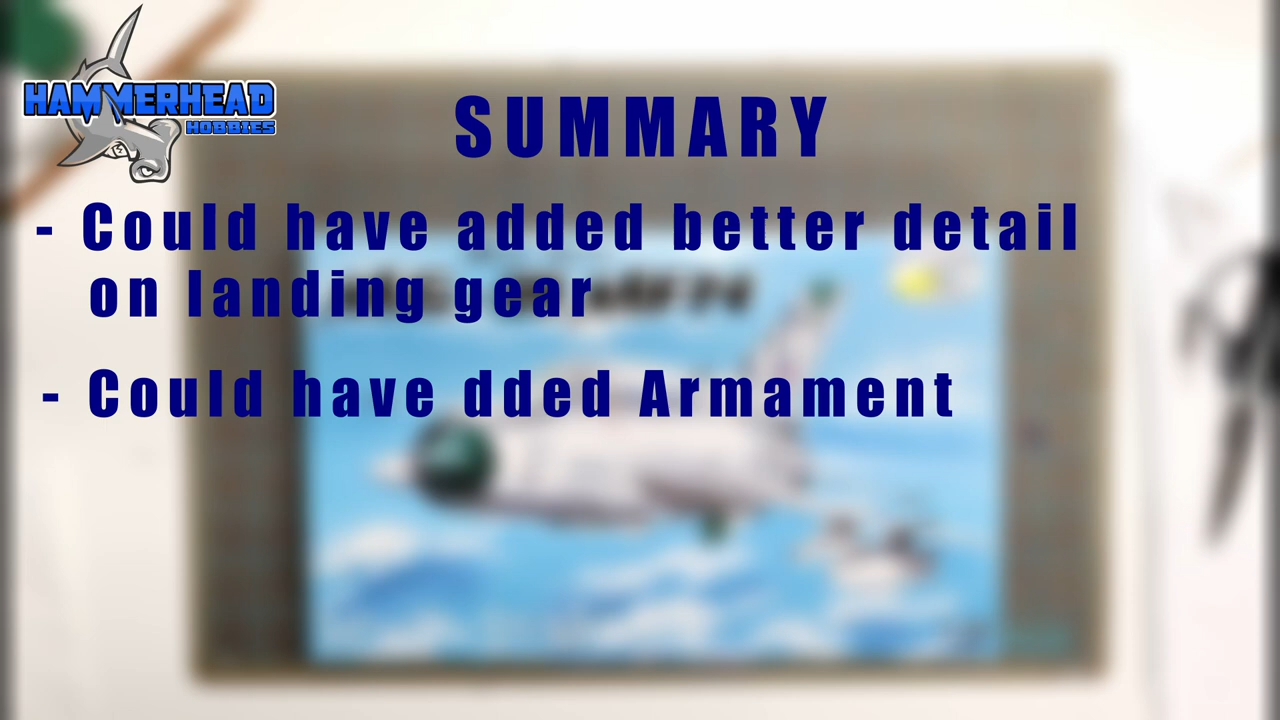 HAMMERHEAD
HOBBIES
SUMMARY
- Could have added better detail
on landing gear
- Could have dded Armament